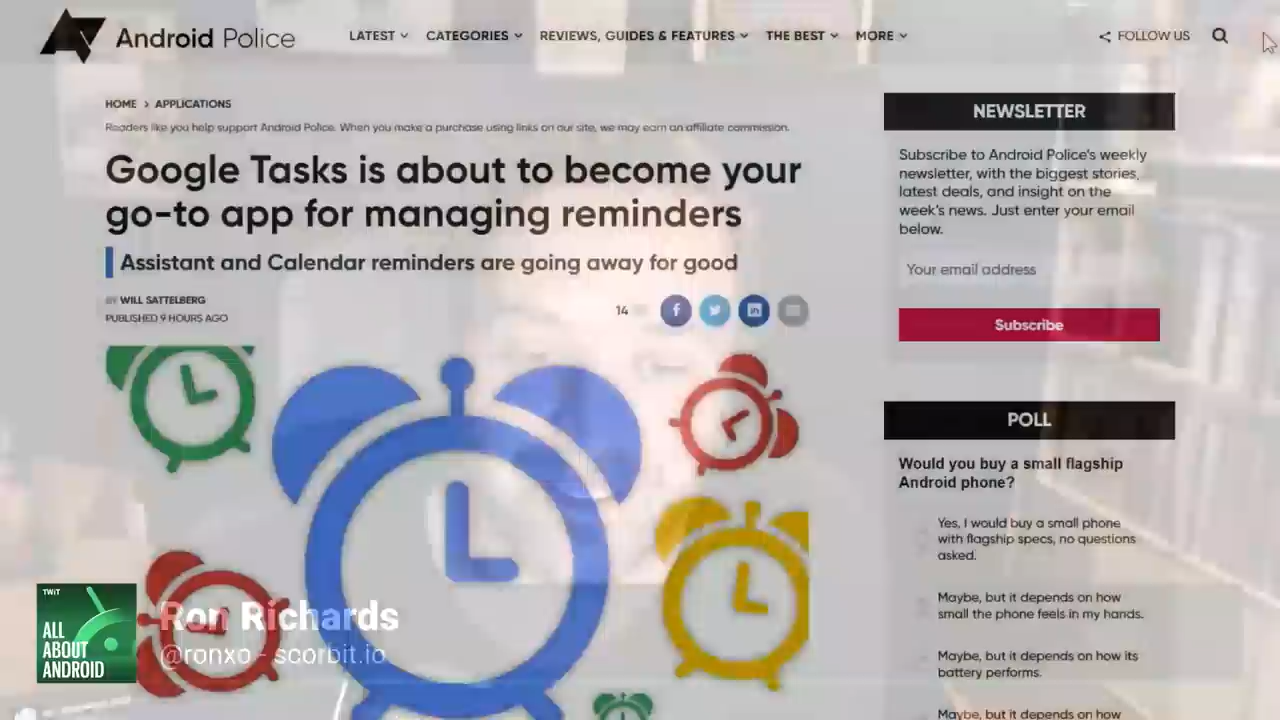 Android Police
LATEST
CATEGORIES
REVIEWS, GUIDES & FEATURES
THE BEST
MORE
FOLLOW US
HOME > APPLICATIONS
Readers like you help support Android Police. When you make a purchase using links on our site, we may earn an affiliate commission.
Google Tasks is about to become your
go-to app for managing reminders
Assistant and Calendar reminders are going away for good
BY WILL SATTELBERG
PUBLISHED 9 HOURS AGO
14
NEWSLETTER
Subscribe to Android Police's weekly
newsletter, with the biggest stories,
latest deals, and insight on the
week's news. Just enter your email
below.
Your email address
Subscribe
POLL
Would you buy a small flagship
Android phone?
Yes, I would buy a small phone
with flagship specs, no questions
asked.
Maybe, but it depends on how
small the phone feels in my hands.
Maybe, but it depends on how its
battery performs.
Maybe, but it depends on how
TWiT
ALL
ABOUT
ANDROID
Ron Richards
@ronxo - scorbit.io